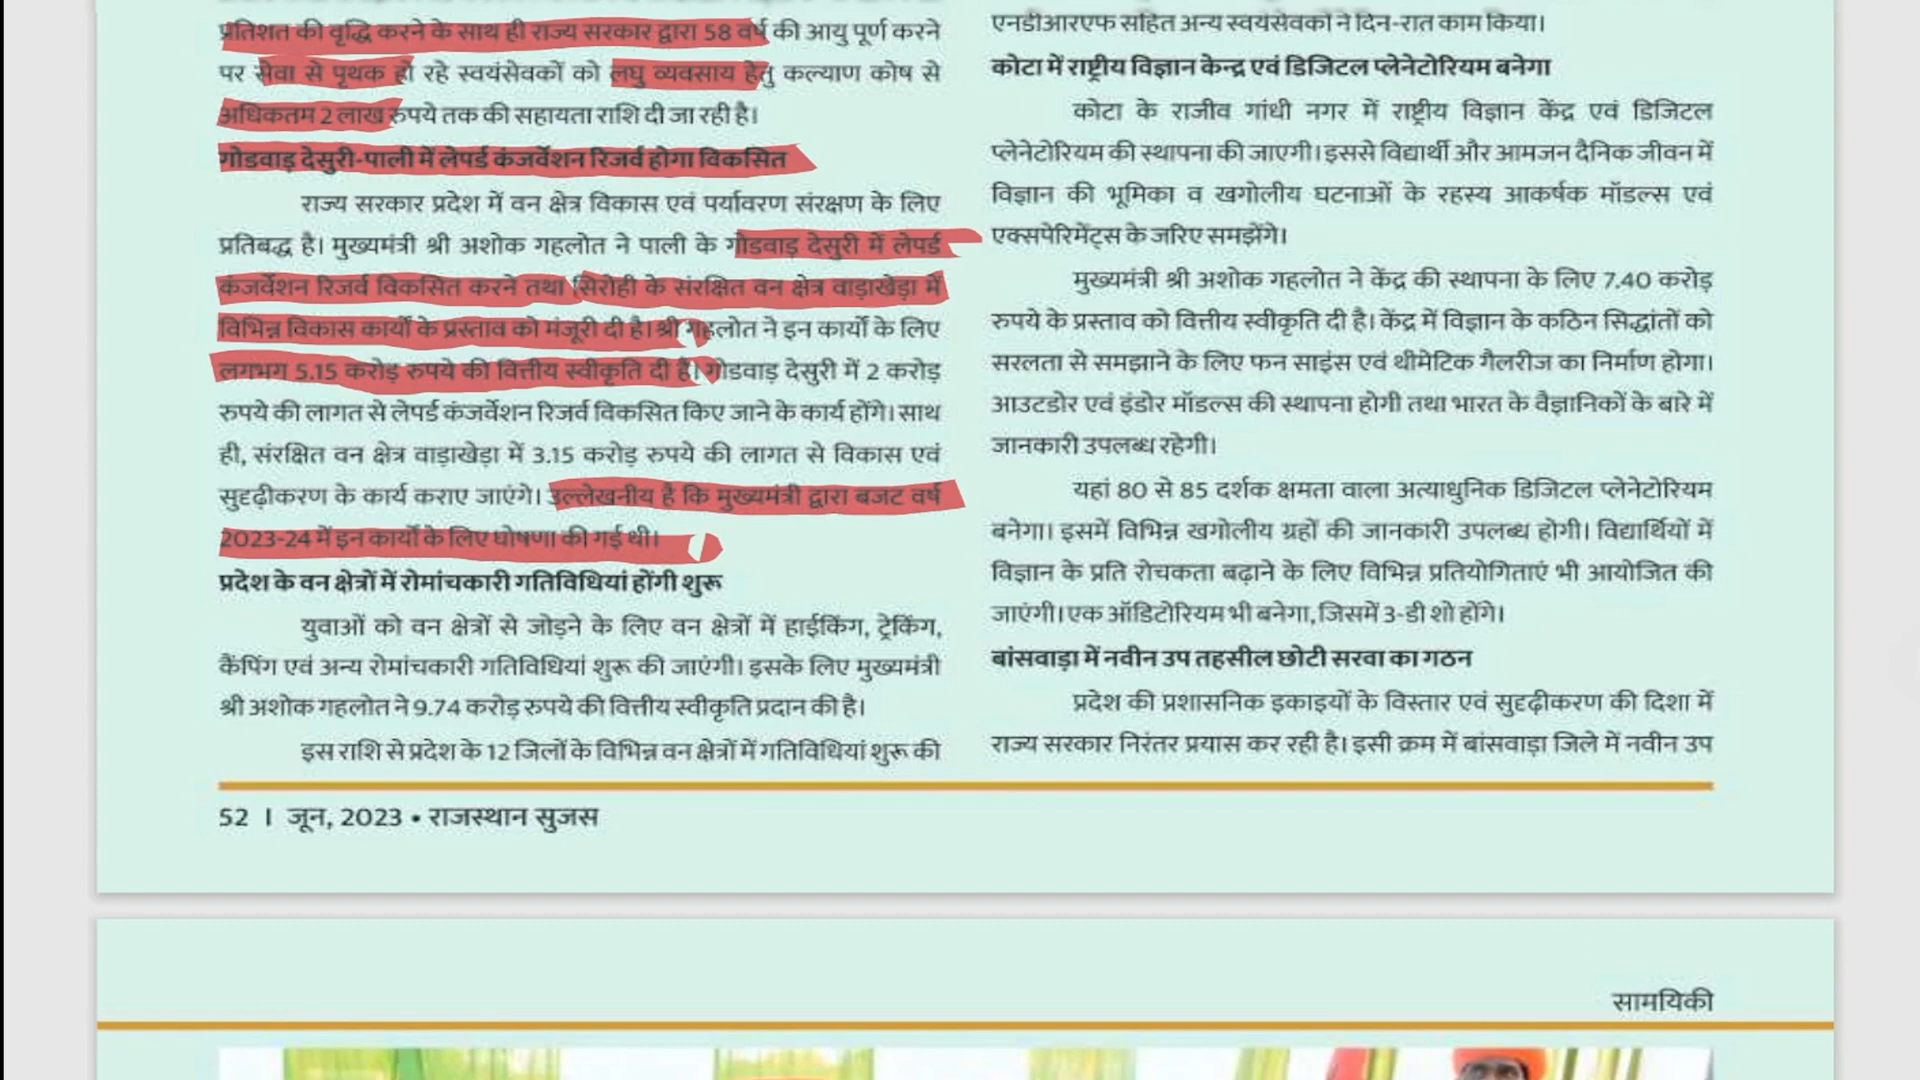 प्रतिशत की वृद्धि करने के साथ ही राज्य सरकार द्वारा 58 वर्ष की आयु पूर्ण करने
पर सेवा से पृथक हो रहे स्वयंसेवकों को लघु व्यवसाय हेतु कल्याण कोष से
अधिकतम 2 लाख रुपये तक की सहायता राशि दी जा रही है।
गोडवाड़ देसुरी-पाली में लेपर्ड कंजर्वेशन रिजर्व होगा विकसित
राज्य सरकार प्रदेश में वन क्षेत्र विकास एवं पर्यावरण संरक्षण के लिए
प्रतिबद्ध है। मुख्यमंत्री श्री अशोक गहलोत ने पाली के गोडवाड़ देसुरी में लेपर्ड
कंजर्वेशन रिजर्व विकसित करने तथा सिरोही के संरक्षित वन क्षेत्र वाड़ाखेड़ा में
विभिन्न विकास कार्यों के प्रस्ताव को मंजूरी दी है। श्री गहलोत ने इन कार्यों के लिए
लगभग 5.15 करोड़ रुपये की वित्तीय स्वीकृति दी है। गोडवाड़ देसुरी में 2 करोड़
रुपये की लागत से लेपर्ड कंजर्वेशन रिजर्व विकसित किए जाने के कार्य होंगे। साथ
ही, संरक्षित वन क्षेत्र वाड़ाखेड़ा में 3.15 करोड़ रुपये की लागत से विकास एवं
सुदृढ़ीकरण के कार्य कराए जाएंगे। उल्लेखनीय है कि मुख्यमंत्री द्वारा बजट वर्ष
2023-24 में इन कार्यों के लिए घोषणा की गई थी।
प्रदेश के वन क्षेत्रों में रोमांचकारी गतिविधियां होंगी शुरू
युवाओं को वन क्षेत्रों से जोड़ने के लिए वन क्षेत्रों में हाईकिंग, ट्रेकिंग,
कैंपिंग एवं अन्य रोमांचकारी गतिविधियां शुरू की जाएंगी। इसके लिए मुख्यमंत्री
श्री अशोक गहलोत ने 9.74 करोड़ रुपये की वित्तीय स्वीकृति प्रदान की है।
इस राशि से प्रदेश के 12 जिलों के विभिन्न वन क्षेत्रों में गतिविधियां शुरू की
एनडीआरएफ सहित अन्य स्वयंसेवकों ने दिन-रात काम किया।
कोटा में राष्ट्रीय विज्ञान केन्द्र एवं डिजिटल प्लेनेटोरियम बनेगा
कोटा के राजीव गांधी नगर में राष्ट्रीय विज्ञान केंद्र एवं डिजिटल
प्लेनेटोरियम की स्थापना की जाएगी। इससे विद्यार्थी और आमजन दैनिक जीवन में
विज्ञान की भूमिका व खगोलीय घटनाओं के रहस्य आकर्षक मॉडल्स एवं
एक्सपेरिमेंट्स के जरिए समझेंगे।
मुख्यमंत्री श्री अशोक गहलोत ने केंद्र की स्थापना के लिए 7.40 करोड़
रुपये के प्रस्ताव को वित्तीय स्वीकृति दी है। केंद्र में विज्ञान के कठिन सिद्धांतों को
सरलता से समझाने के लिए फन साइंस एवं थीमेटिक गैलरीज का निर्माण होगा।
आउटडोर एवं इंडोर मॉडल्स की स्थापना होगी तथा भारत के वैज्ञानिकों के बारे में
जानकारी उपलब्ध रहेगी।
यहां 80 से 85 दर्शक क्षमता वाला अत्याधुनिक डिजिटल प्लेनेटोरियम
बनेगा। इसमें विभिन्न खगोलीय ग्रहों की जानकारी उपलब्ध होगी। विद्यार्थियों में
विज्ञान के प्रति रोचकता बढ़ाने के लिए विभिन्न प्रतियोगिताएं भी आयोजित की
जाएंगी। एक ऑडिटोरियम भी बनेगा, जिसमें 3-डी शो होंगे।
बांसवाड़ा में नवीन उप तहसील छोटी सरवा का गठन
प्रदेश की प्रशासनिक इकाइयों के विस्तार एवं सुदृढ़ीकरण की दिशा में
राज्य सरकार निरंतर प्रयास कर रही है। इसी क्रम में बांसवाड़ा जिले में नवीन उप
52 । जून, 2023 • राजस्थान सुजस
सामयिकी